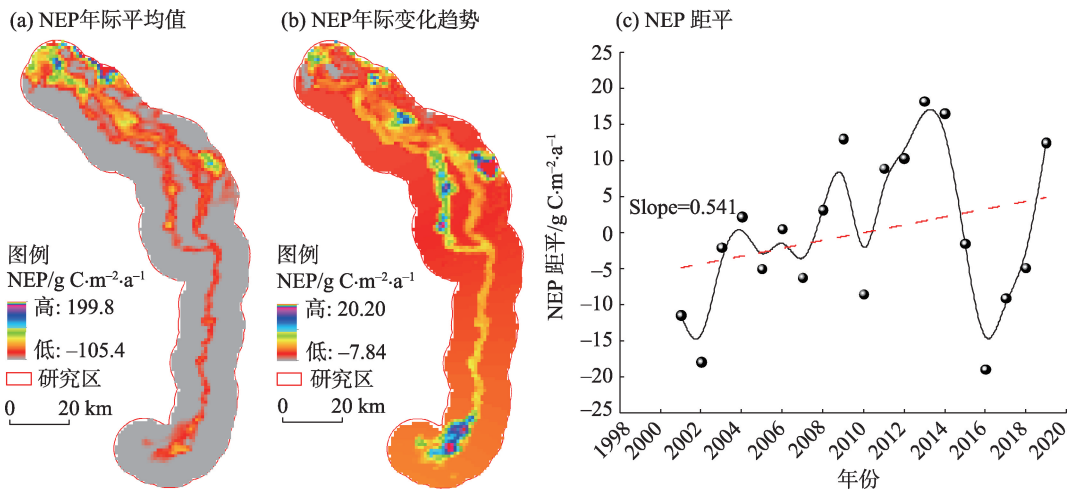 (a) NEP年际平均值
图例
NEP/g C·m⁻²·a⁻¹
高: 199.8
低: −105.4
研究区
0 20 km
(b) NEP年际变化趋势
图例
NEP/g C·m⁻²·a⁻¹
高: 20.20
低: −7.84
研究区
0 20 km
(c) NEP 距平
NEP 距平/g C·m⁻²·a⁻¹
25
20
15
10
5
0
−5
−10
−15
−20
−25
Slope=0.541
1998 2000 2002 2004 2006 2008 2010 2012 2014 2016 2018 2020
年份